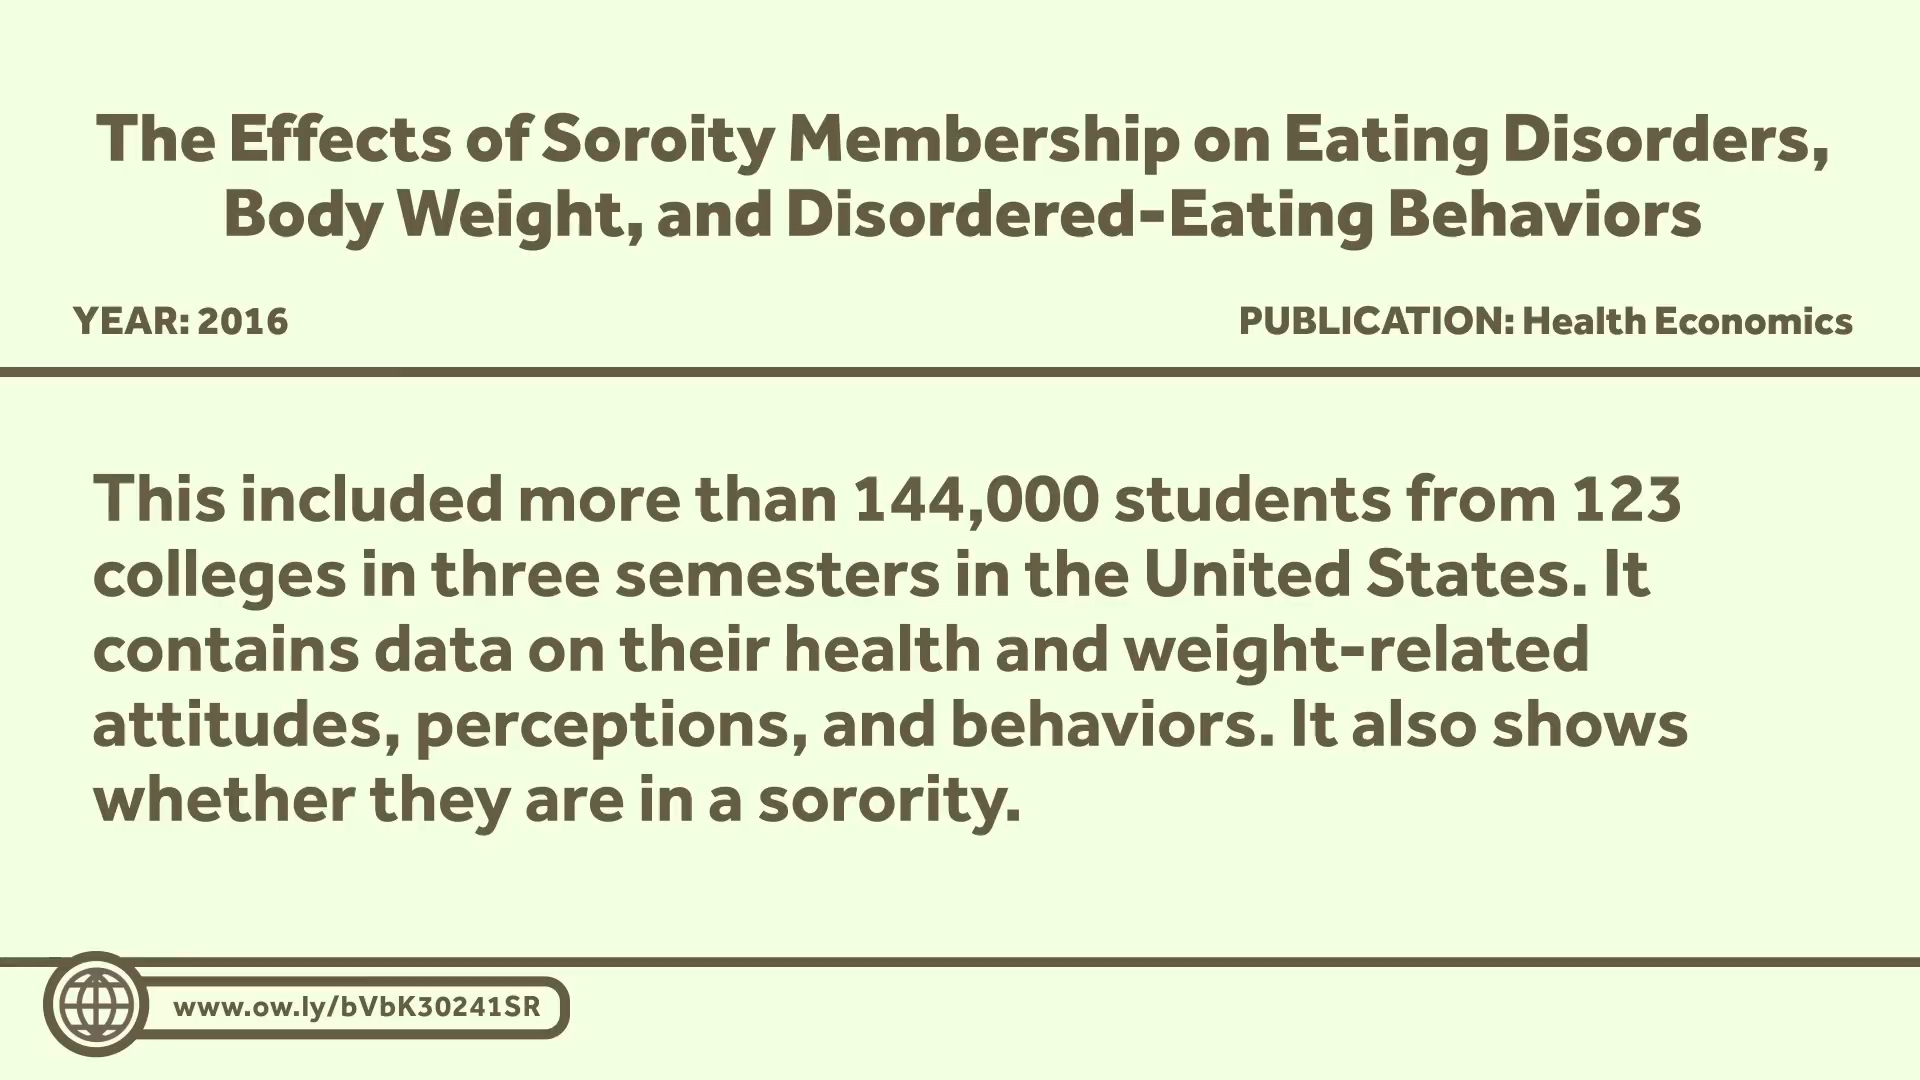 The Effects of Soroity Membership on Eating Disorders,
Body Weight, and Disordered-Eating Behaviors
YEAR: 2016
PUBLICATION: Health Economics
This included more than 144,000 students from 123
colleges in three semesters in the United States. It
contains data on their health and weight-related
attitudes, perceptions, and behaviors. It also shows
whether they are in a sorority.
www.ow.ly/bVbK30241SR